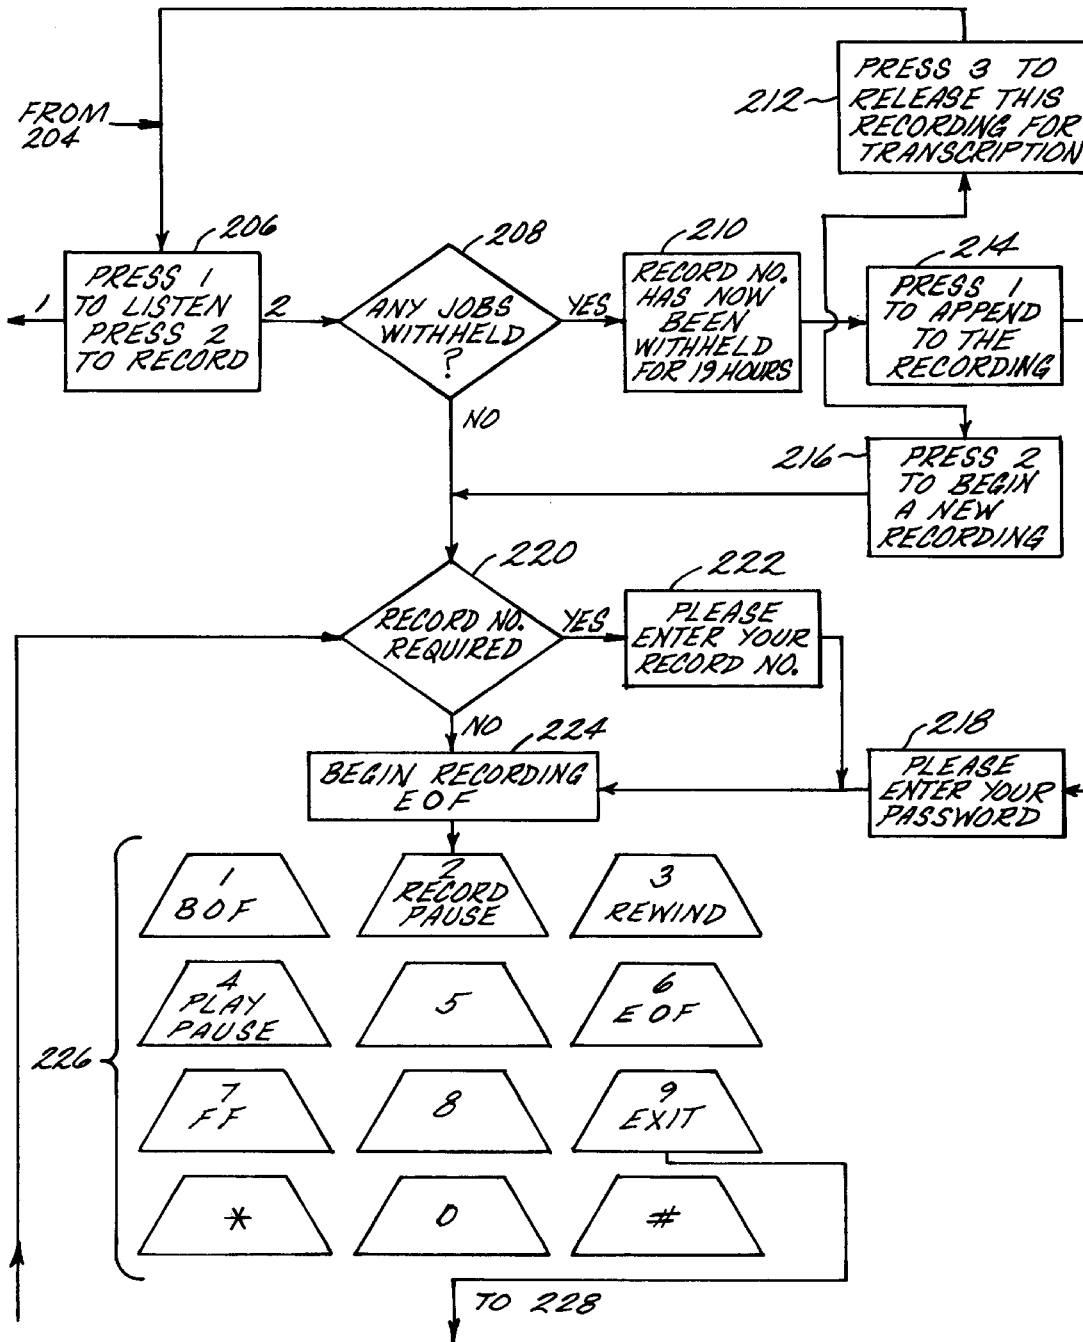 212
PRESS 3 TO
RELEASE THIS
RECORDING FOR
TRANSCRIPTION
FROM
204
206
PRESS 1
TO LISTEN
PRESS 2
TO RECORD
1
2
208
ANY JOBS
WITHHELD
?
YES
NO
210
RECORD NO.
HAS NOW
BEEN
WITHHELD
FOR 19 HOURS
214
PRESS 1
TO APPEND
TO THE
RECORDING
216
PRESS 2
TO BEGIN
A NEW
RECORDING
220
RECORD NO.
REQUIRED
YES
NO
222
PLEASE
ENTER YOUR
RECORD NO.
218
PLEASE
ENTER YOUR
PASSWORD
224
BEGIN RECORDING
EOF
226
1
BOF
2
RECORD
PAUSE
3
REWIND
4
PLAY
PAUSE
5
6
EOF
7
FF
8
9
EXIT
*
0
#
TO 228